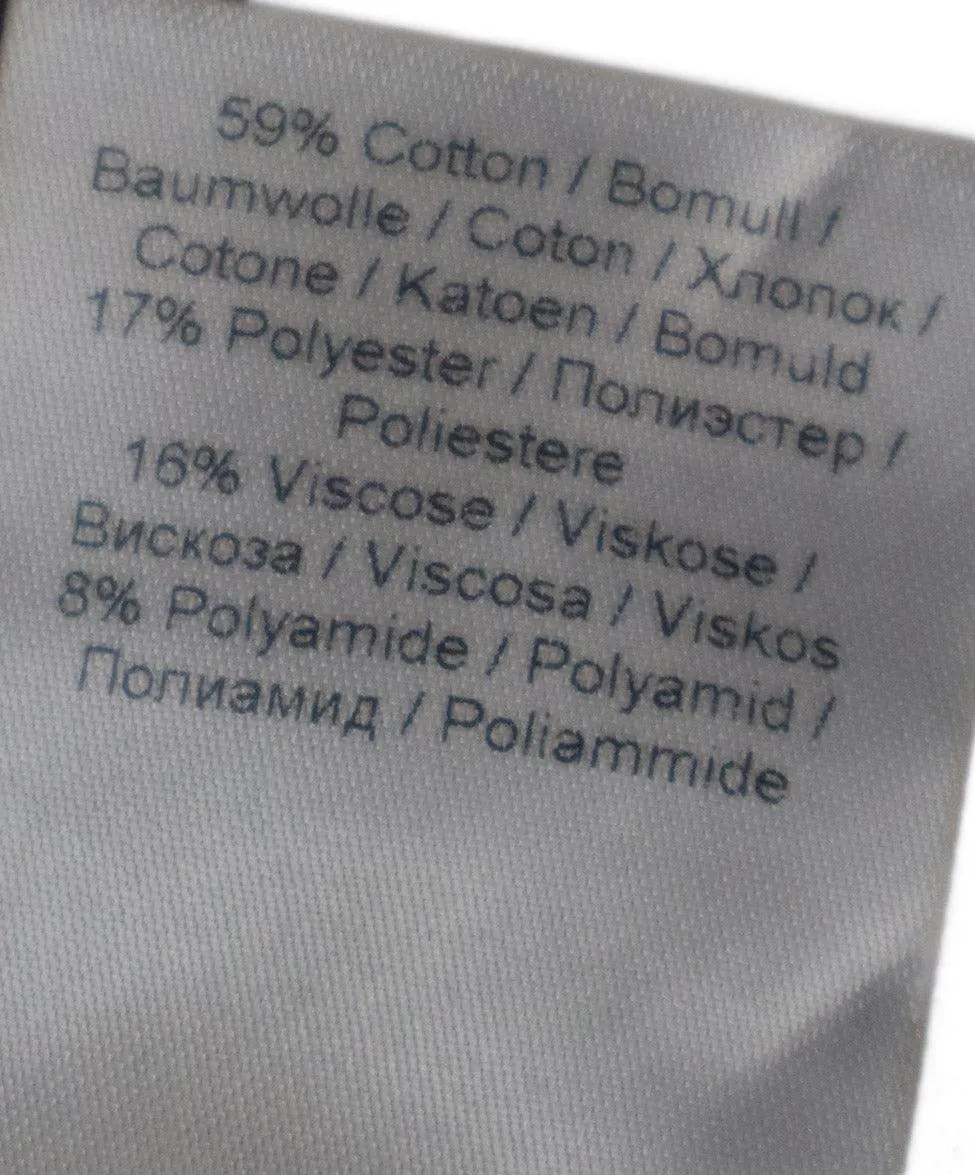 59% Cotton / Bomull /
Baumwolle / Coton / Хлопок /
Cotone / Katoen / Bomuld
17% Polyester / Полиэстер /
Poliestere
16% Viscose / Viskose /
Вискоза / Viscosa / Viskos
8% Polyamide / Polyamid /
Полиамид / Poliammide